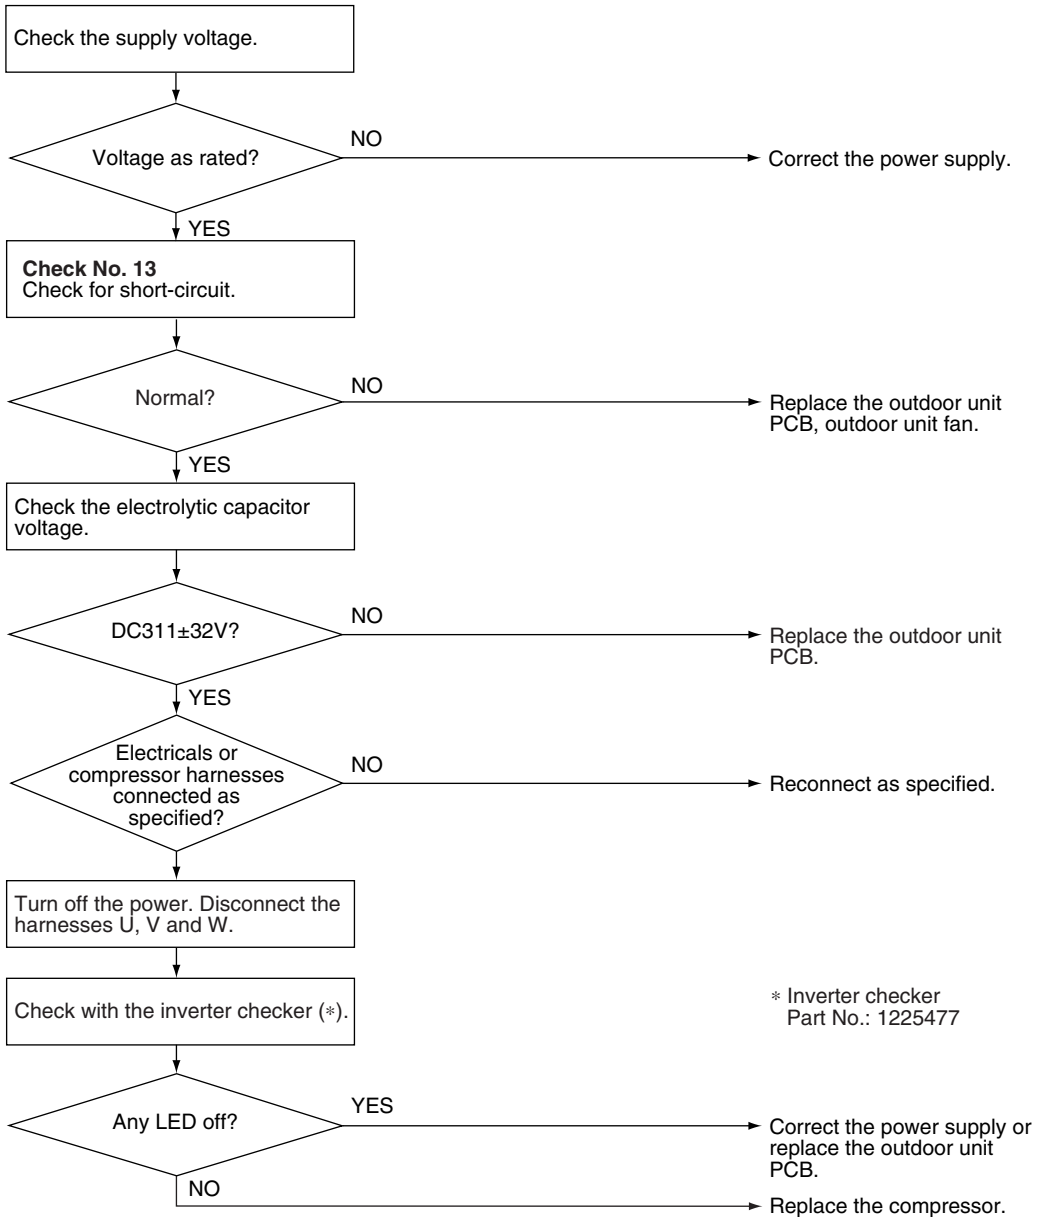 Check the supply voltage.
Voltage as rated?
NO
Correct the power supply.
YES
Check No. 13
Check for short-circuit.
Normal?
NO
Replace the outdoor unit
PCB, outdoor unit fan.
YES
Check the electrolytic capacitor
voltage.
DC311±32V?
NO
Replace the outdoor unit
PCB.
YES
Electricals or
compressor harnesses
connected as
specified?
NO
Reconnect as specified.
Turn off the power. Disconnect the
harnesses U, V and W.
Check with the inverter checker (*).
* Inverter checker
Part No.: 1225477
Any LED off?
YES
Correct the power supply or
replace the outdoor unit
PCB.
NO
Replace the compressor.